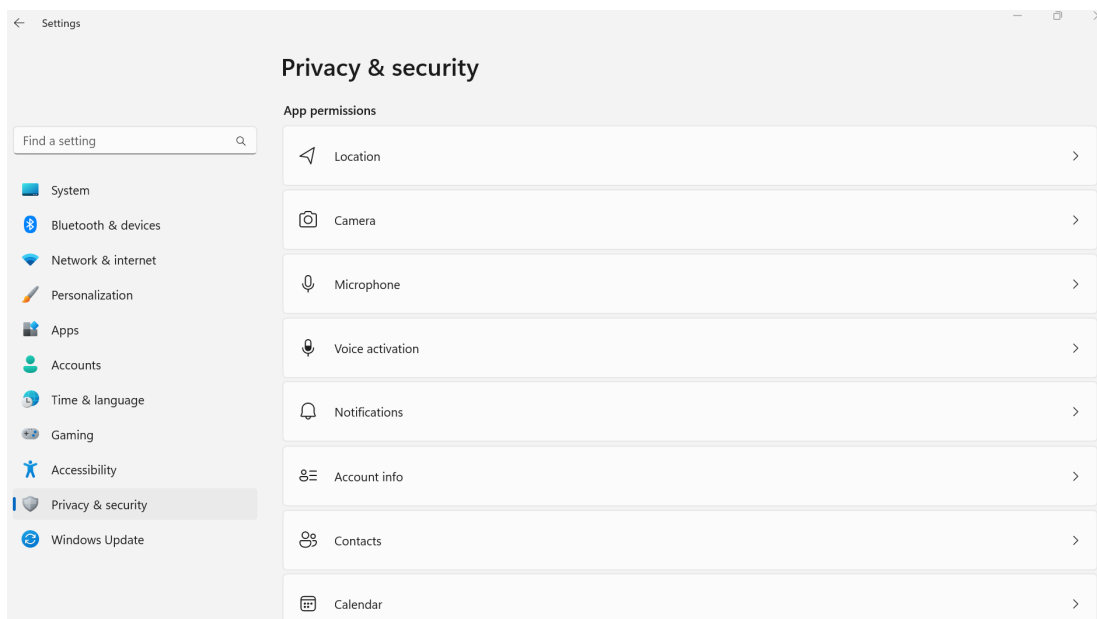 Settings
Privacy & security
App permissions
Find a setting
System
Bluetooth & devices
Network & internet
Personalization
Apps
Accounts
Time & language
Gaming
Accessibility
Privacy & security
Windows Update
Location
Camera
Microphone
Voice activation
Notifications
Account info
Contacts
Calendar